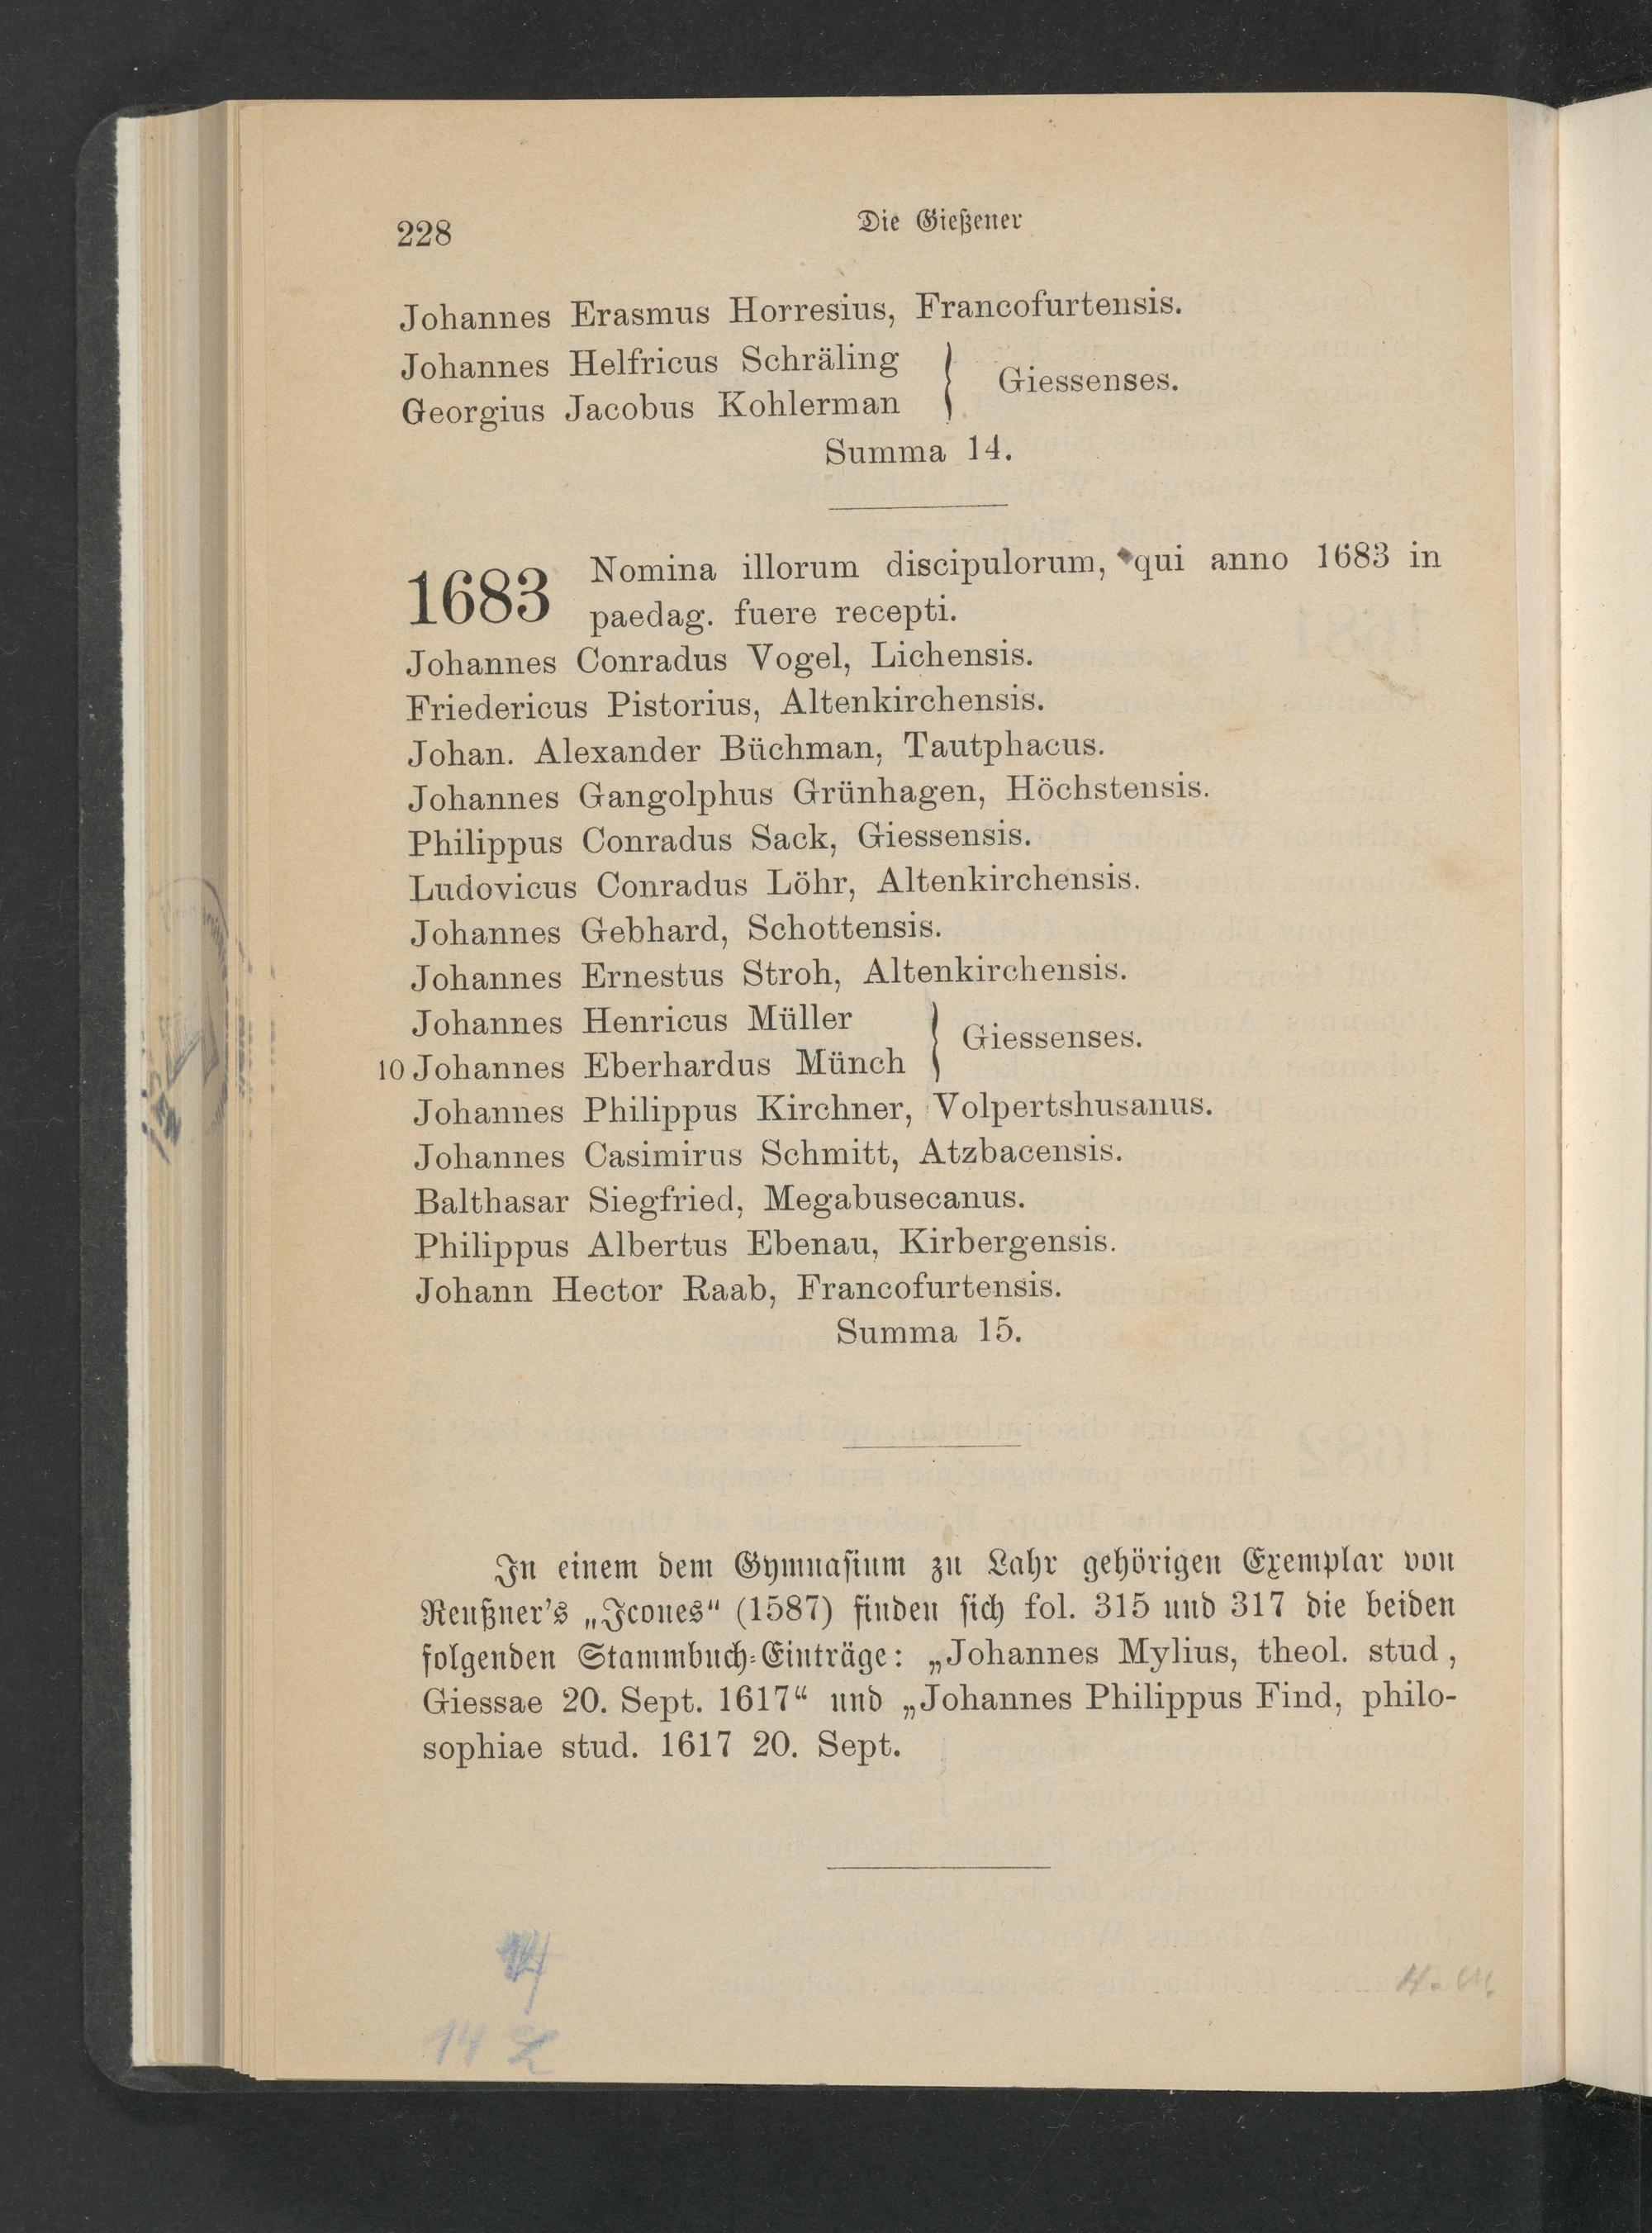 228
Die Gießener
Johannes Erasmus Horresius, Francofurtensis.
Johannes Helfricus Schräling
Georgius Jacobus Kohlerman } Giessenses.
Summa 14.
1683 Nomina illorum discipulorum, qui anno 1683 in
paedag. fuere recepti.
Johannes Conradus Vogel, Lichensis.
Friedericus Pistorius, Altenkirchensis.
Johan. Alexander Büchman, Tautphacus.
Johannes Gangolphus Grünhagen, Höchstensis.
Philippus Conradus Sack, Giessensis.
Ludovicus Conradus Löhr, Altenkirchensis.
Johannes Gebhard, Schottensis.
Johannes Ernestus Stroh, Altenkirchensis.
Johannes Henricus Müller
10 Johannes Eberhardus Münch } Giessenses.
Johannes Philippus Kirchner, Volpertshusanus.
Johannes Casimirus Schmitt, Atzbacensis.
Balthasar Siegfried, Megabusecanus.
Philippus Albertus Ebenau, Kirbergensis.
Johann Hector Raab, Francofurtensis.
Summa 15.
In einem dem Gymnasium zu Lahr gehörigen Exemplar von
Reußner's „Icones" (1587) finden sich fol. 315 und 317 die beiden
folgenden Stammbuch-Einträge: „Johannes Mylius, theol. stud ,
Giessae 20. Sept. 1617“ und „Johannes Philippus Find, philo-
sophiae stud. 1617 20. Sept.
14